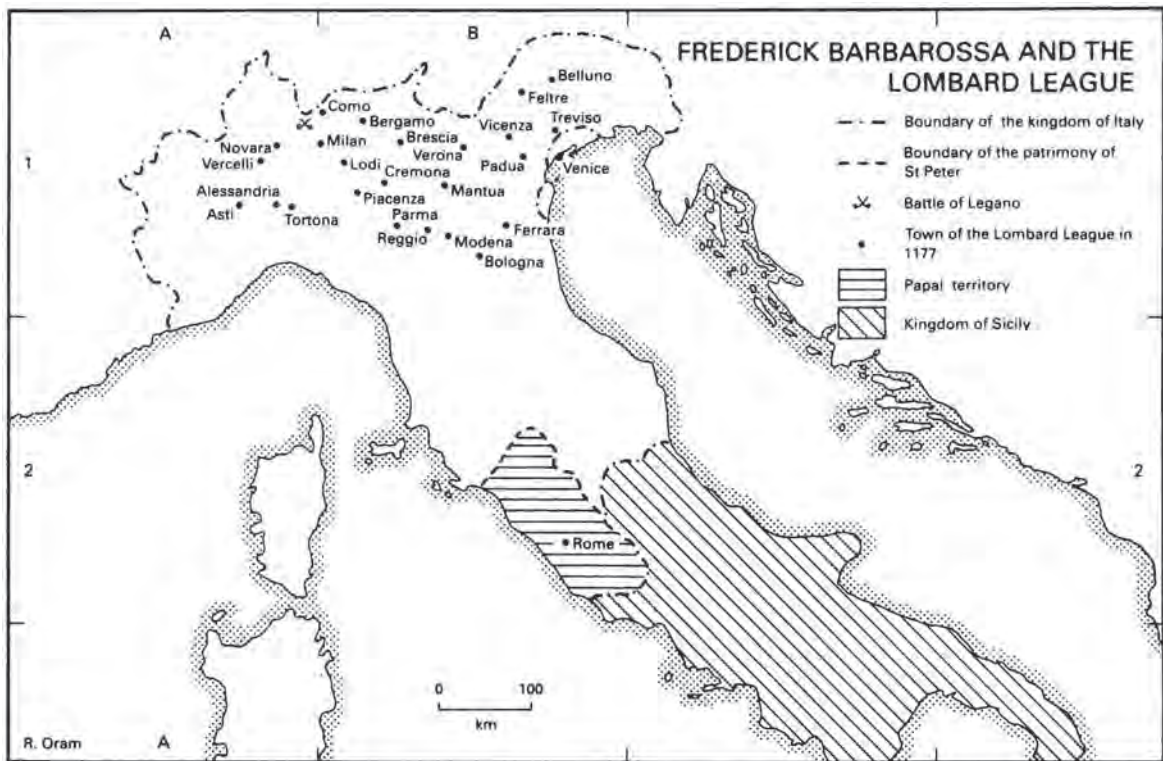 A
B
FREDERICK BARBAROSSA AND THE
LOMBARD LEAGUE
Boundary of the kingdom of Italy
Boundary of the patrimony of
St Peter
Battle of Legano
Town of the Lombard League in
1177
Papal territory
Kingdom of Sicily
Belluno
Feltre
Como
Bergamo
Treviso
Vicenza
Brescia
Milan
Novara
Verona
1
Vercelli
Lodi
Padua
Venice
Cremona
Alessandria
Mantua
Piacenza
Asti
Tortona
Parma
Ferrara
Reggio
Modena
Bologna
2
2
Rome
0 100
km
R. Oram
A